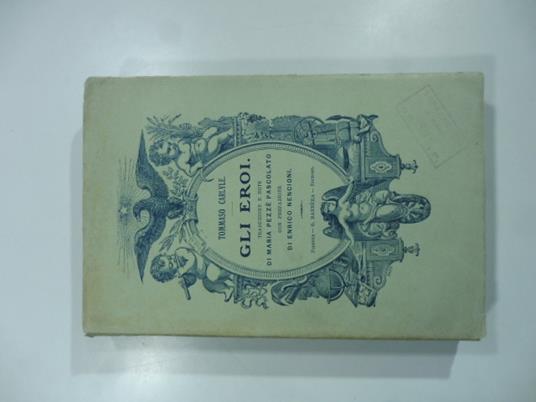 TOMMASO CARLYLE.
GLI EROI.
TRADUZIONE E NOTE
DI MARIA PEZZÈ PASCOLATO
CON PREFAZIONE
DI ENRICO NENCIONI.
FIRENZE — G. BARBÈRA — EDITORE.